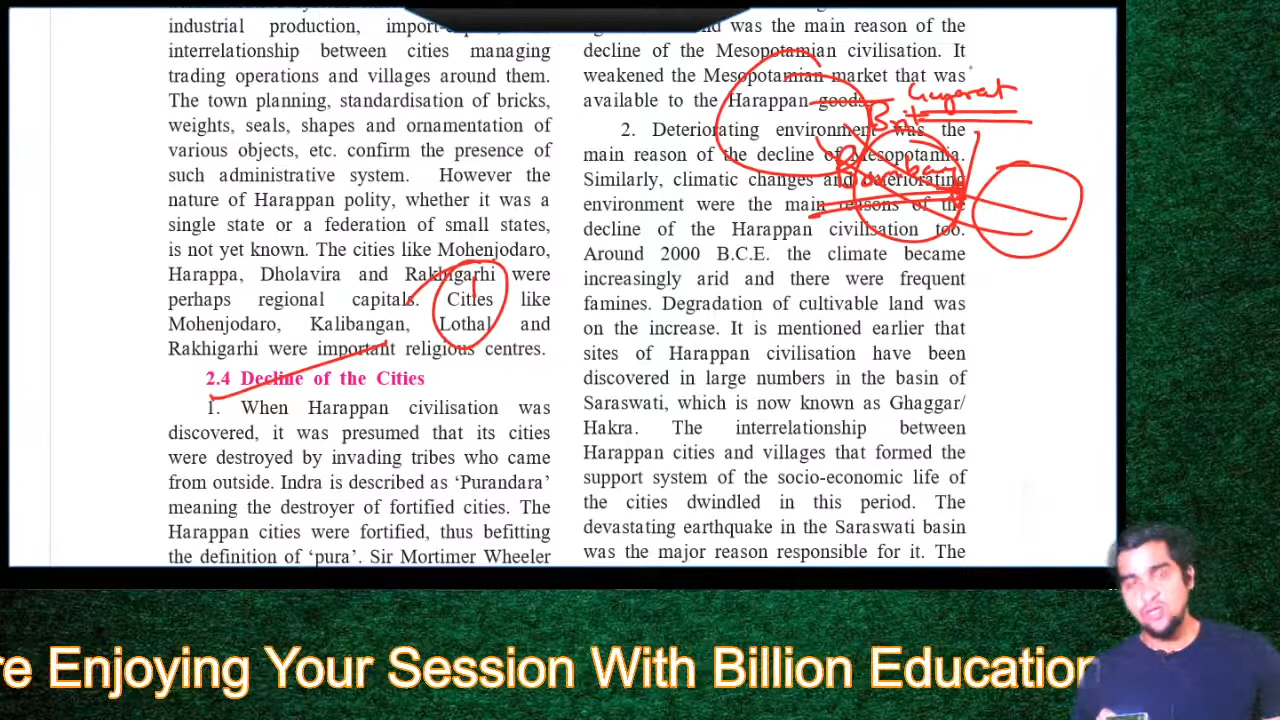 industrial production,
interrelationship between cities managing
trading operations and villages around them.
The town planning, standardisation of bricks,
weights, seals, shapes and ornamentation of
various objects, etc. confirm the presence of
such administrative system. However the
nature of Harappan polity, whether it was a
single state or a federation of small states,
is not yet known. The cities like Mohenjodaro,
Harappa, Dholavira and Rakhigarhi were
perhaps regional capitals. Cities like
Mohenjodaro, Kalibangan, Lothal and
Rakhigarhi were important religious centres.
2.4 Decline of the Cities
1. When Harappan civilisation was
discovered, it was presumed that its cities
were destroyed by invading tribes who came
from outside. Indra is described as ‘Purandara’
meaning the destroyer of fortified cities. The
Harappan cities were fortified, thus befitting
the definition of ‘pura’. Sir Mortimer Wheeler
was the main reason of the
decline of the Mesopotamian civilisation. It
weakened the Mesopotamian market that was
available to the Harappan goods.
2. Deteriorating environment was the
main reason of the decline of Mesopotamia.
Similarly, climatic changes and deteriorating
environment were the main reasons of the
decline of the Harappan civilisation too.
Around 2000 B.C.E. the climate became
increasingly arid and there were frequent
famines. Degradation of cultivable land was
on the increase. It is mentioned earlier that
sites of Harappan civilisation have been
discovered in large numbers in the basin of
Saraswati, which is now known as Ghaggar/
Hakra. The interrelationship between
Harappan cities and villages that formed the
support system of the socio-economic life of
the cities dwindled in this period. The
devastating earthquake in the Saraswati basin
was the major reason responsible for it. The
Gujarat
Brit
Bombay
re Enjoying Your Session With Billion Education